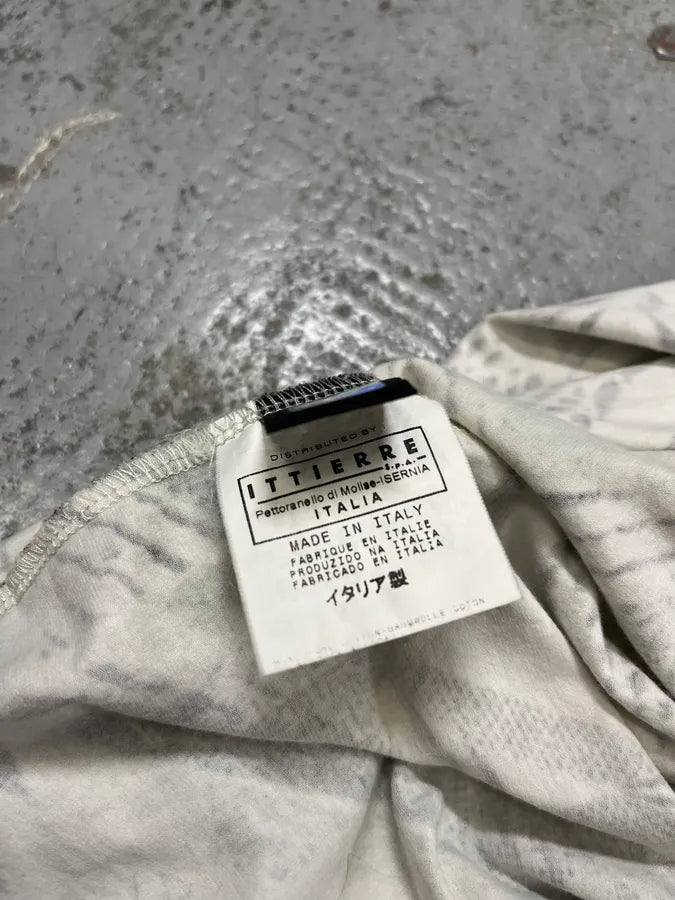 DISTRIBUTED BY
ITTIERRE
S.p.A.
Pettoranello di Molise-ISERNIA
ITALIA
MADE IN ITALY
FABRIQUE EN ITALIE
PRODUZIDO NA ITALIA
FABRICADO EN ITALIA
イタリア製
COTON